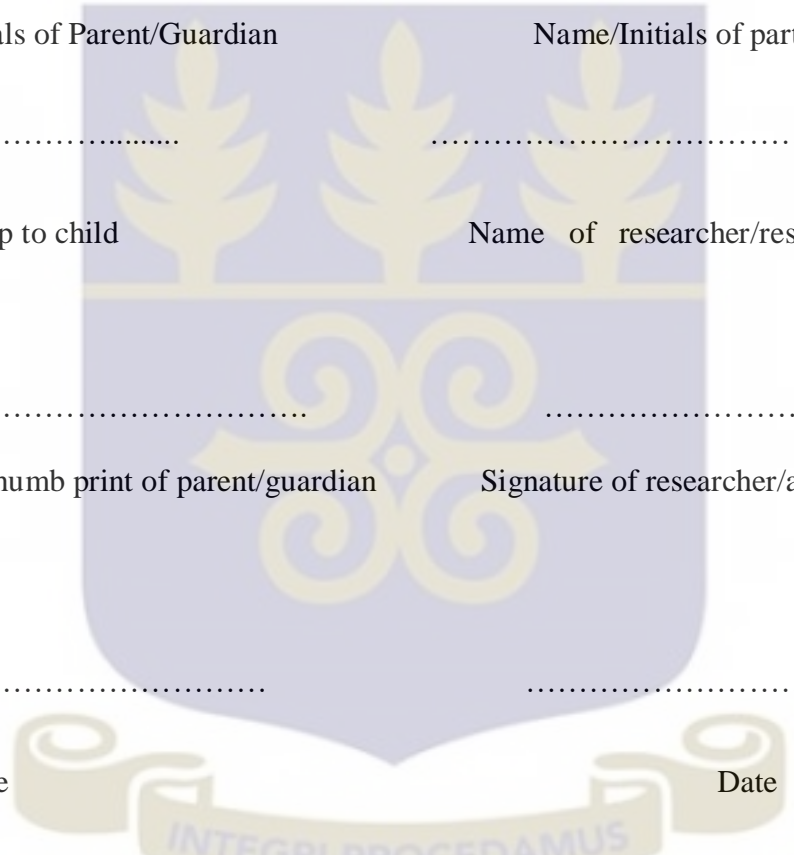 als of Parent/Guardian Name/Initials of part
………….......... ……………………………
p to child Name of researcher/res
……………………………. ……………………
humb print of parent/guardian Signature of researcher/a
………………………… ……………………
e Date
INTEGRI PROCEDAMUS